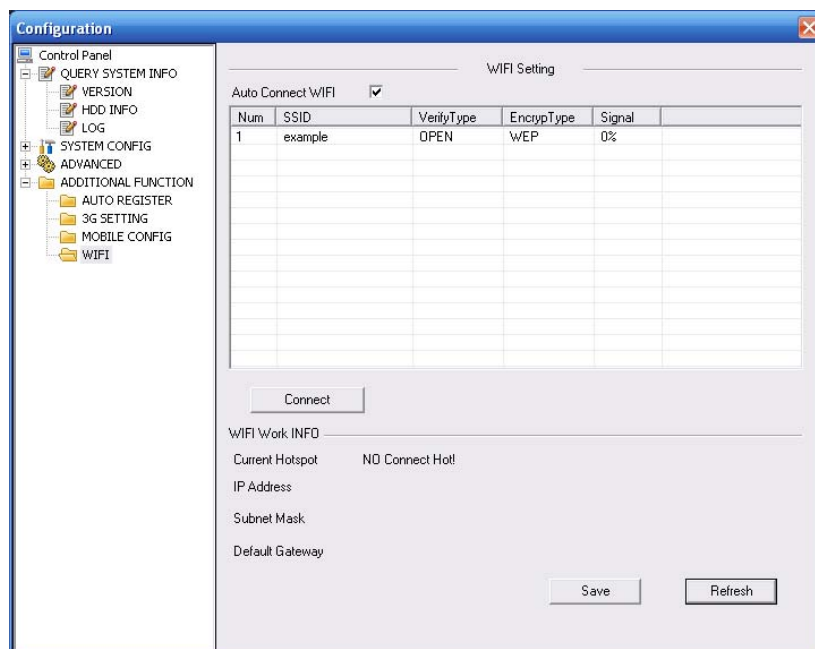 Configuration
Control Panel
QUERY SYSTEM INFO
VERSION
HDD INFO
LOG
SYSTEM CONFIG
ADVANCED
ADDITIONAL FUNCTION
AUTO REGISTER
3G SETTING
MOBILE CONFIG
WIFI
WIFI Setting
Auto Connect WIFI
Num SSID VerifyType EncrypType Signal
1 example OPEN WEP 0%
Connect
WIFI Work INFO
Current Hotspot NO Connect Hot!
IP Address
Subnet Mask
Default Gateway
Save Refresh